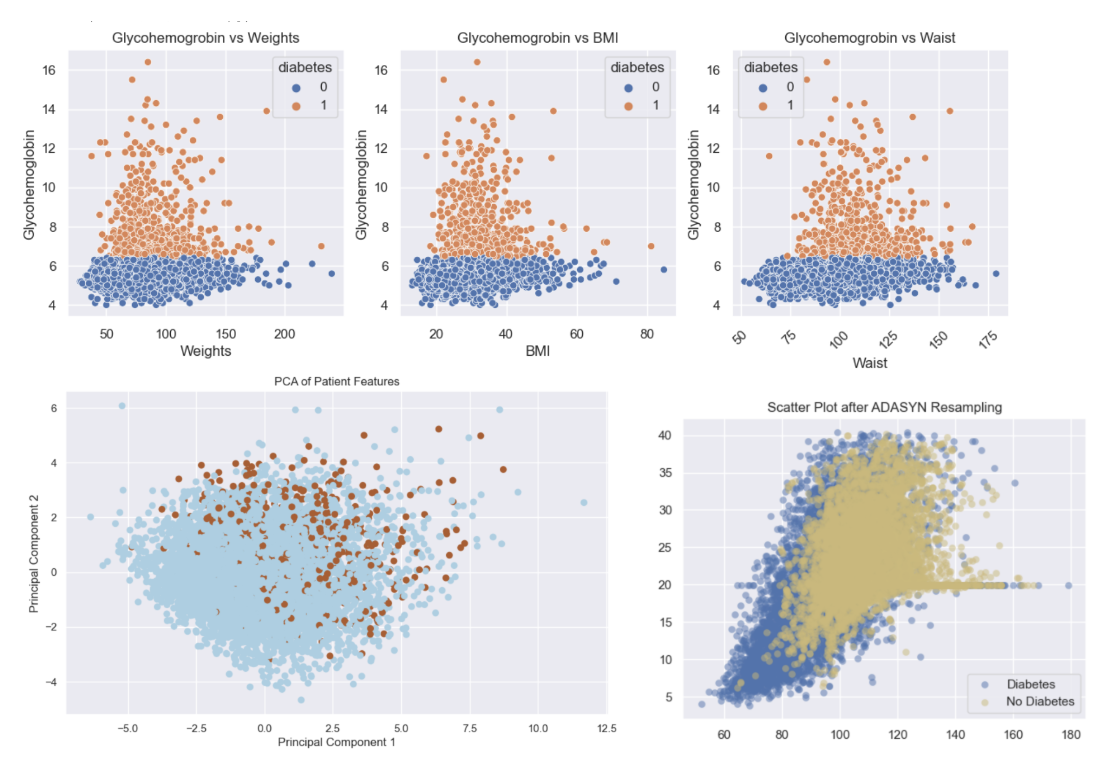 Glycohemogrobin vs Weights
diabetes
0
1
Glycohemoglobin
16
14
12
10
8
6
4
50 100 150 200
Weights
Glycohemogrobin vs BMI
diabetes
0
1
Glycohemoglobin
16
14
12
10
8
6
4
20 40 60 80
BMI
Glycohemogrobin vs Waist
diabetes
0
1
Glycohemoglobin
16
14
12
10
8
6
4
50 75 100 125 150 175
Waist
PCA of Patient Features
Principal Component 2
6
4
2
0
−2
−4
−5.0 −2.5 0.0 2.5 5.0 7.5 10.0 12.5
Principal Component 1
Scatter Plot after ADASYN Resampling
40
35
30
25
20
15
10
5
Diabetes
No Diabetes
60 80 100 120 140 160 180